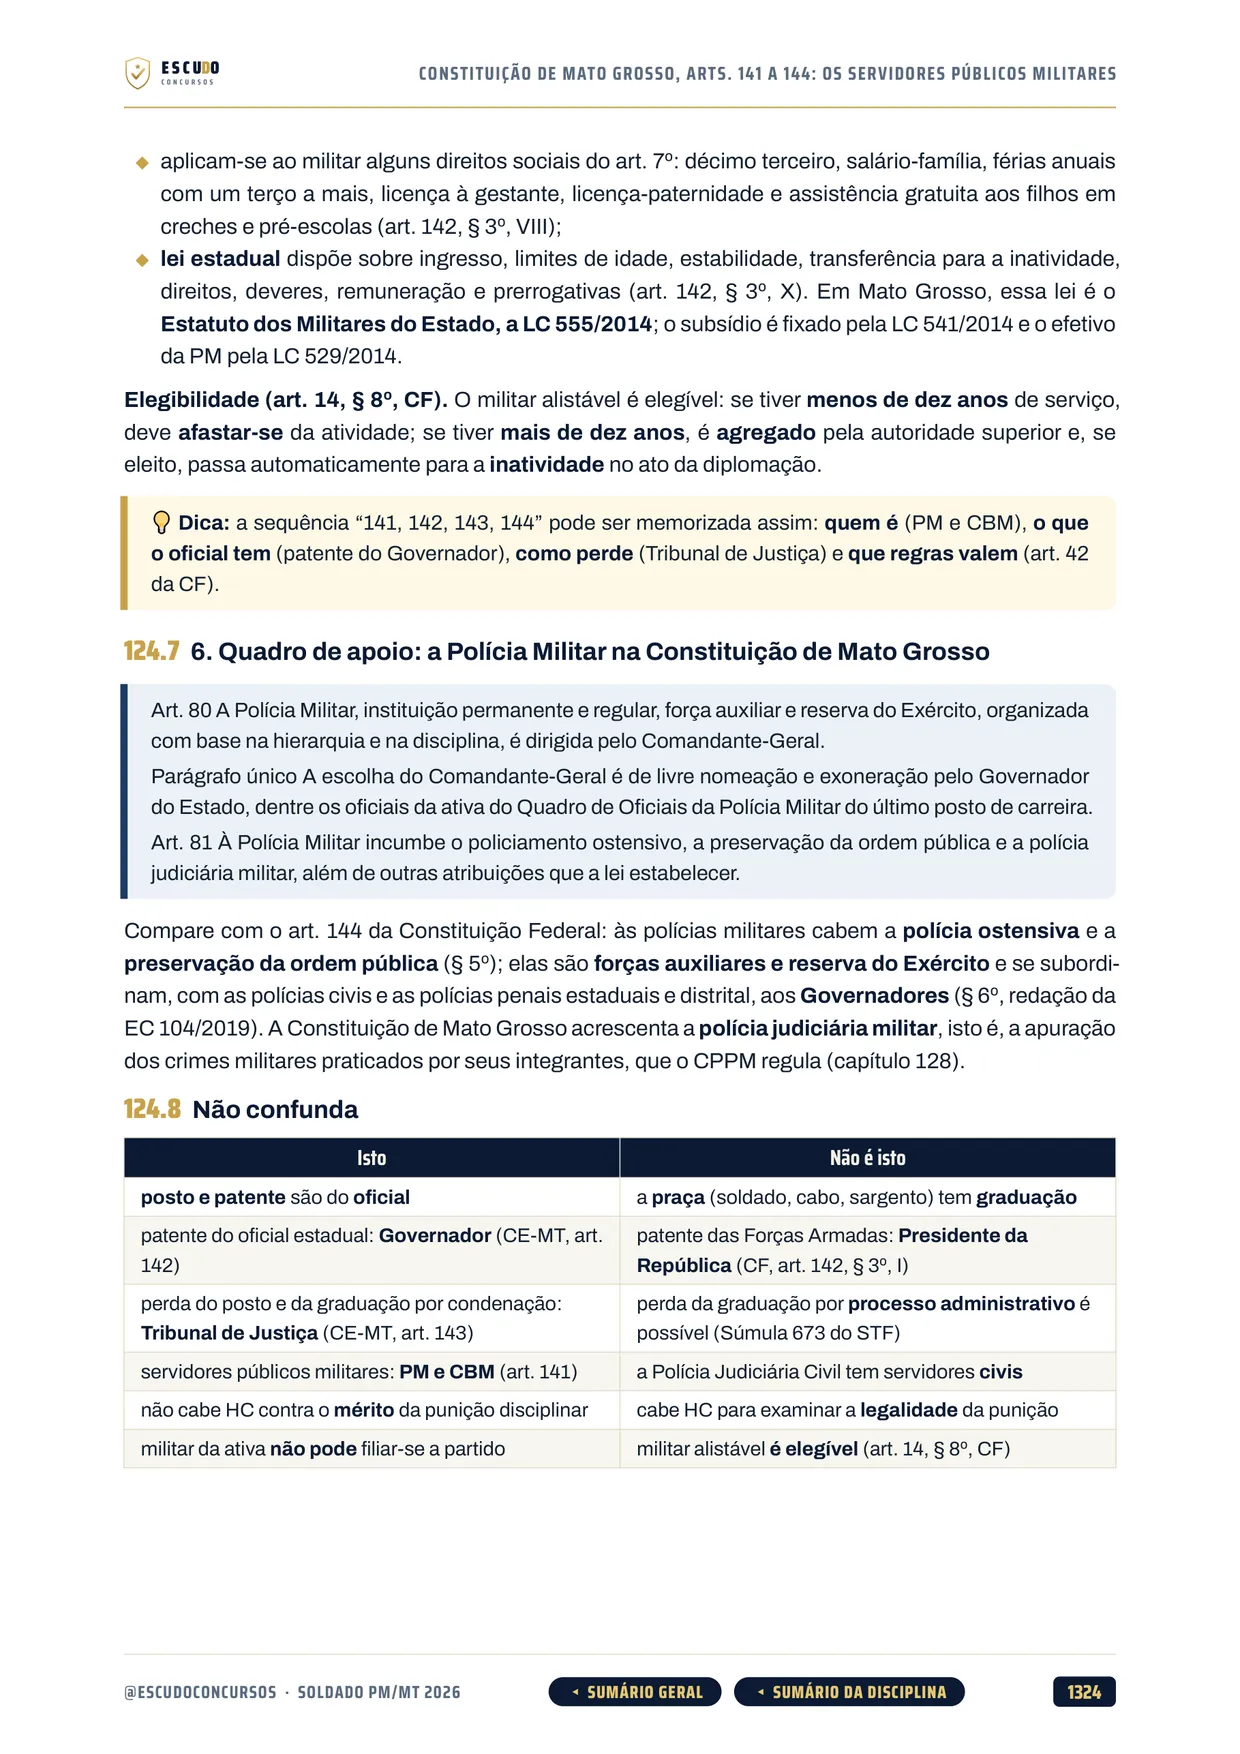 ESCUDO
CONCURSOS
CONSTITUIÇÃO DE MATO GROSSO, ARTS. 141 A 144: OS SERVIDORES PÚBLICOS MILITARES
aplicam-se ao militar alguns direitos sociais do art. 7º: décimo terceiro, salário-família, férias anuais
com um terço a mais, licença à gestante, licença-paternidade e assistência gratuita aos filhos em
creches e pré-escolas (art. 142, § 3º, VIII);
lei estadual dispõe sobre ingresso, limites de idade, estabilidade, transferência para a inatividade,
direitos, deveres, remuneração e prerrogativas (art. 142, § 3º, X). Em Mato Grosso, essa lei é o
Estatuto dos Militares do Estado, a LC 555/2014; o subsídio é fixado pela LC 541/2014 e o efetivo
da PM pela LC 529/2014.
Elegibilidade (art. 14, § 8º, CF). O militar alistável é elegível: se tiver menos de dez anos de serviço,
deve afastar-se da atividade; se tiver mais de dez anos, é agregado pela autoridade superior e, se
eleito, passa automaticamente para a inatividade no ato da diplomação.
Dica: a sequência “141, 142, 143, 144” pode ser memorizada assim: quem é (PM e CBM), o que
o oficial tem (patente do Governador), como perde (Tribunal de Justiça) e que regras valem (art. 42
da CF).
124.7 6. Quadro de apoio: a Polícia Militar na Constituição de Mato Grosso
Art. 80 A Polícia Militar, instituição permanente e regular, força auxiliar e reserva do Exército, organizada
com base na hierarquia e na disciplina, é dirigida pelo Comandante-Geral.
Parágrafo único A escolha do Comandante-Geral é de livre nomeação e exoneração pelo Governador
do Estado, dentre os oficiais da ativa do Quadro de Oficiais da Polícia Militar do último posto de carreira.
Art. 81 À Polícia Militar incumbe o policiamento ostensivo, a preservação da ordem pública e a polícia
judiciária militar, além de outras atribuições que a lei estabelecer.
Compare com o art. 144 da Constituição Federal: às polícias militares cabem a polícia ostensiva e a
preservação da ordem pública (§ 5º); elas são forças auxiliares e reserva do Exército e se subordi-
nam, com as polícias civis e as polícias penais estaduais e distrital, aos Governadores (§ 6º, redação da
EC 104/2019). A Constituição de Mato Grosso acrescenta a polícia judiciária militar, isto é, a apuração
dos crimes militares praticados por seus integrantes, que o CPPM regula (capítulo 128).
124.8 Não confunda
Isto
Não é isto
posto e patente são do oficial
a praça (soldado, cabo, sargento) tem graduação
patente do oficial estadual: Governador (CE-MT, art.
142)
patente das Forças Armadas: Presidente da
República (CF, art. 142, § 3º, I)
perda do posto e da graduação por condenação:
Tribunal de Justiça (CE-MT, art. 143)
perda da graduação por processo administrativo é
possível (Súmula 673 do STF)
servidores públicos militares: PM e CBM (art. 141)
a Polícia Judiciária Civil tem servidores civis
não cabe HC contra o mérito da punição disciplinar
cabe HC para examinar a legalidade da punição
militar da ativa não pode filiar-se a partido
militar alistável é elegível (art. 14, § 8º, CF)
@ESCUDOCONCURSOS · SOLDADO PM/MT 2026
SUMÁRIO GERAL
SUMÁRIO DA DISCIPLINA
1324